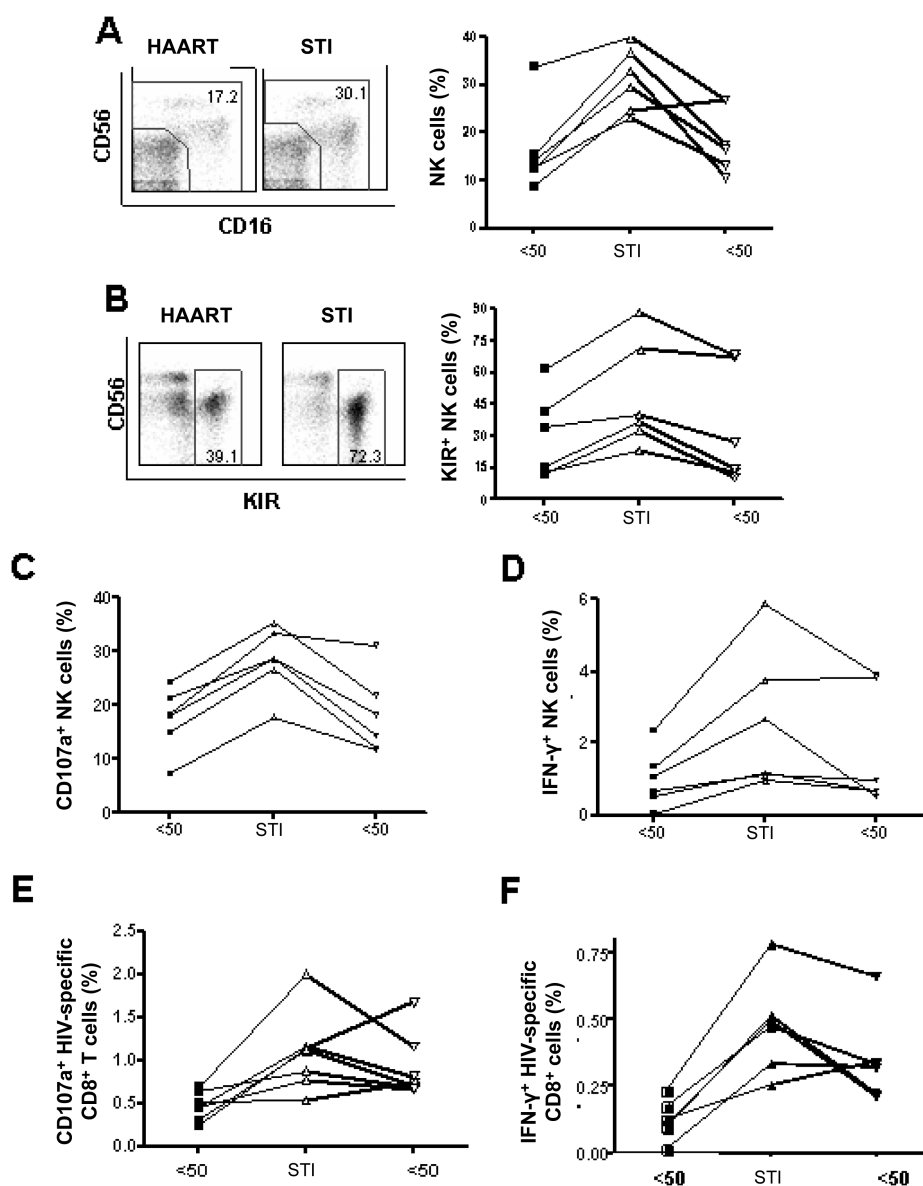 A
HAART
STI
17.2
30.1
CD56
CD16
NK cells (%)
40
30
20
10
0
<50
STI
<50
B
HAART
STI
39.1
72.3
CD56
KIR
KIR+ NK cells (%)
90
75
60
45
30
15
0
<50
STI
<50
C
CD107a+ NK cells (%)
40
30
20
10
0
<50
STI
<50
D
IFN-γ+ NK cells (%)
6
4
2
0
<50
STI
<50
E
CD107a+ HIV-specific
CD8+ T cells (%)
2.5
2.0
1.5
1.0
0.5
0.0
<50
STI
<50
F
IFN-γ+ HIV-specific
CD8+ cells (%)
0.75
0.50
0.25
0.00
<50
STI
<50